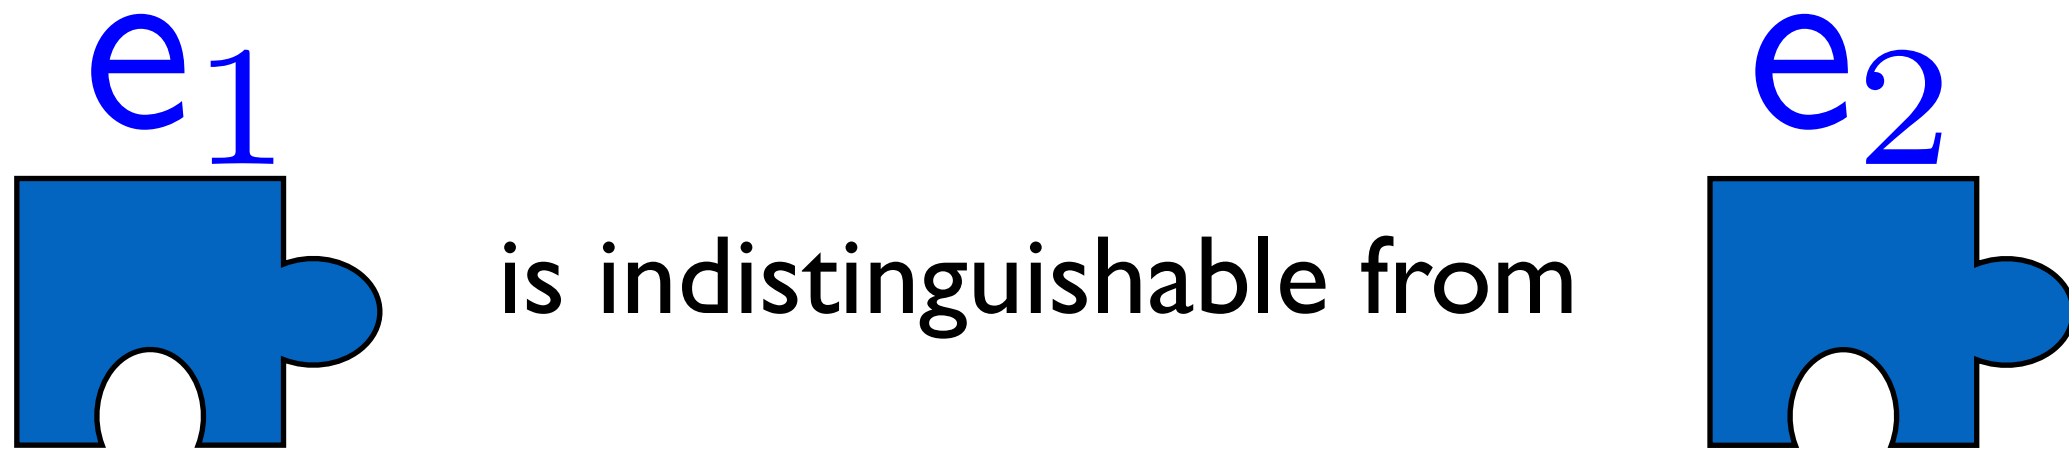 e₁ e₂
is indistinguishable from